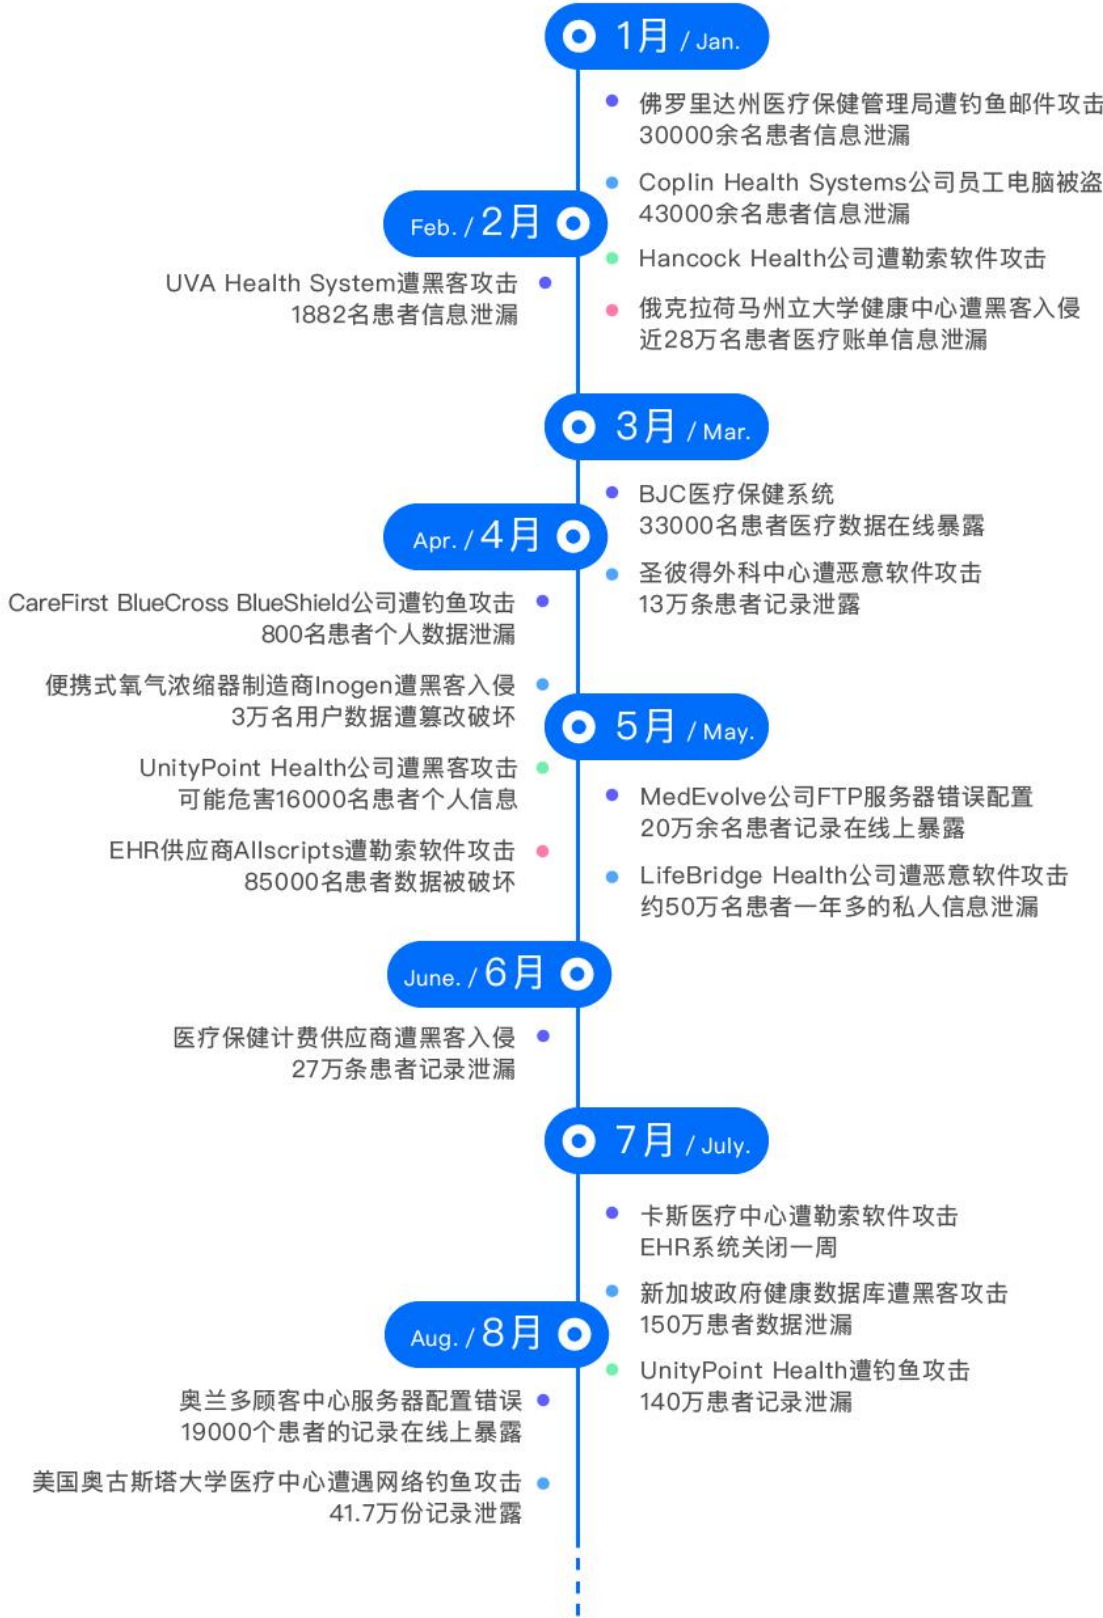 1月 / Jan.
佛罗里达州医疗保健管理局遭钓鱼邮件攻击
30000余名患者信息泄漏
Coplin Health Systems公司员工电脑被盗
43000余名患者信息泄漏
Hancock Health公司遭勒索软件攻击
俄克拉荷马州立大学健康中心遭黑客入侵
近28万名患者医疗账单信息泄漏
Feb. / 2月
UVA Health System遭黑客攻击
1882名患者信息泄漏
3月 / Mar.
BJC医疗保健系统
33000名患者医疗数据在线暴露
圣彼得外科中心遭恶意软件攻击
13万条患者记录泄露
Apr. / 4月
CareFirst BlueCross BlueShield公司遭钓鱼攻击
800名患者个人数据泄漏
便携式氧气浓缩器制造商Inogen遭黑客入侵
3万名用户数据遭篡改破坏
UnityPoint Health公司遭黑客攻击
可能危害16000名患者个人信息
EHR供应商Allscripts遭勒索软件攻击
85000名患者数据被破坏
5月 / May.
MedEvolve公司FTP服务器错误配置
20万余名患者记录在线上暴露
LifeBridge Health公司遭恶意软件攻击
约50万名患者一年多的私人信息泄漏
June. / 6月
医疗保健计费供应商遭黑客入侵
27万条患者记录泄漏
7月 / July.
卡斯医疗中心遭勒索软件攻击
EHR系统关闭一周
新加坡政府健康数据库遭黑客攻击
150万患者数据泄漏
UnityPoint Health遭钓鱼攻击
140万患者记录泄漏
Aug. / 8月
奥兰多顾客中心服务器配置错误
19000个患者的记录在线上暴露
美国奥古斯塔大学医疗中心遭遇网络钓鱼攻击
41.7万份记录泄露